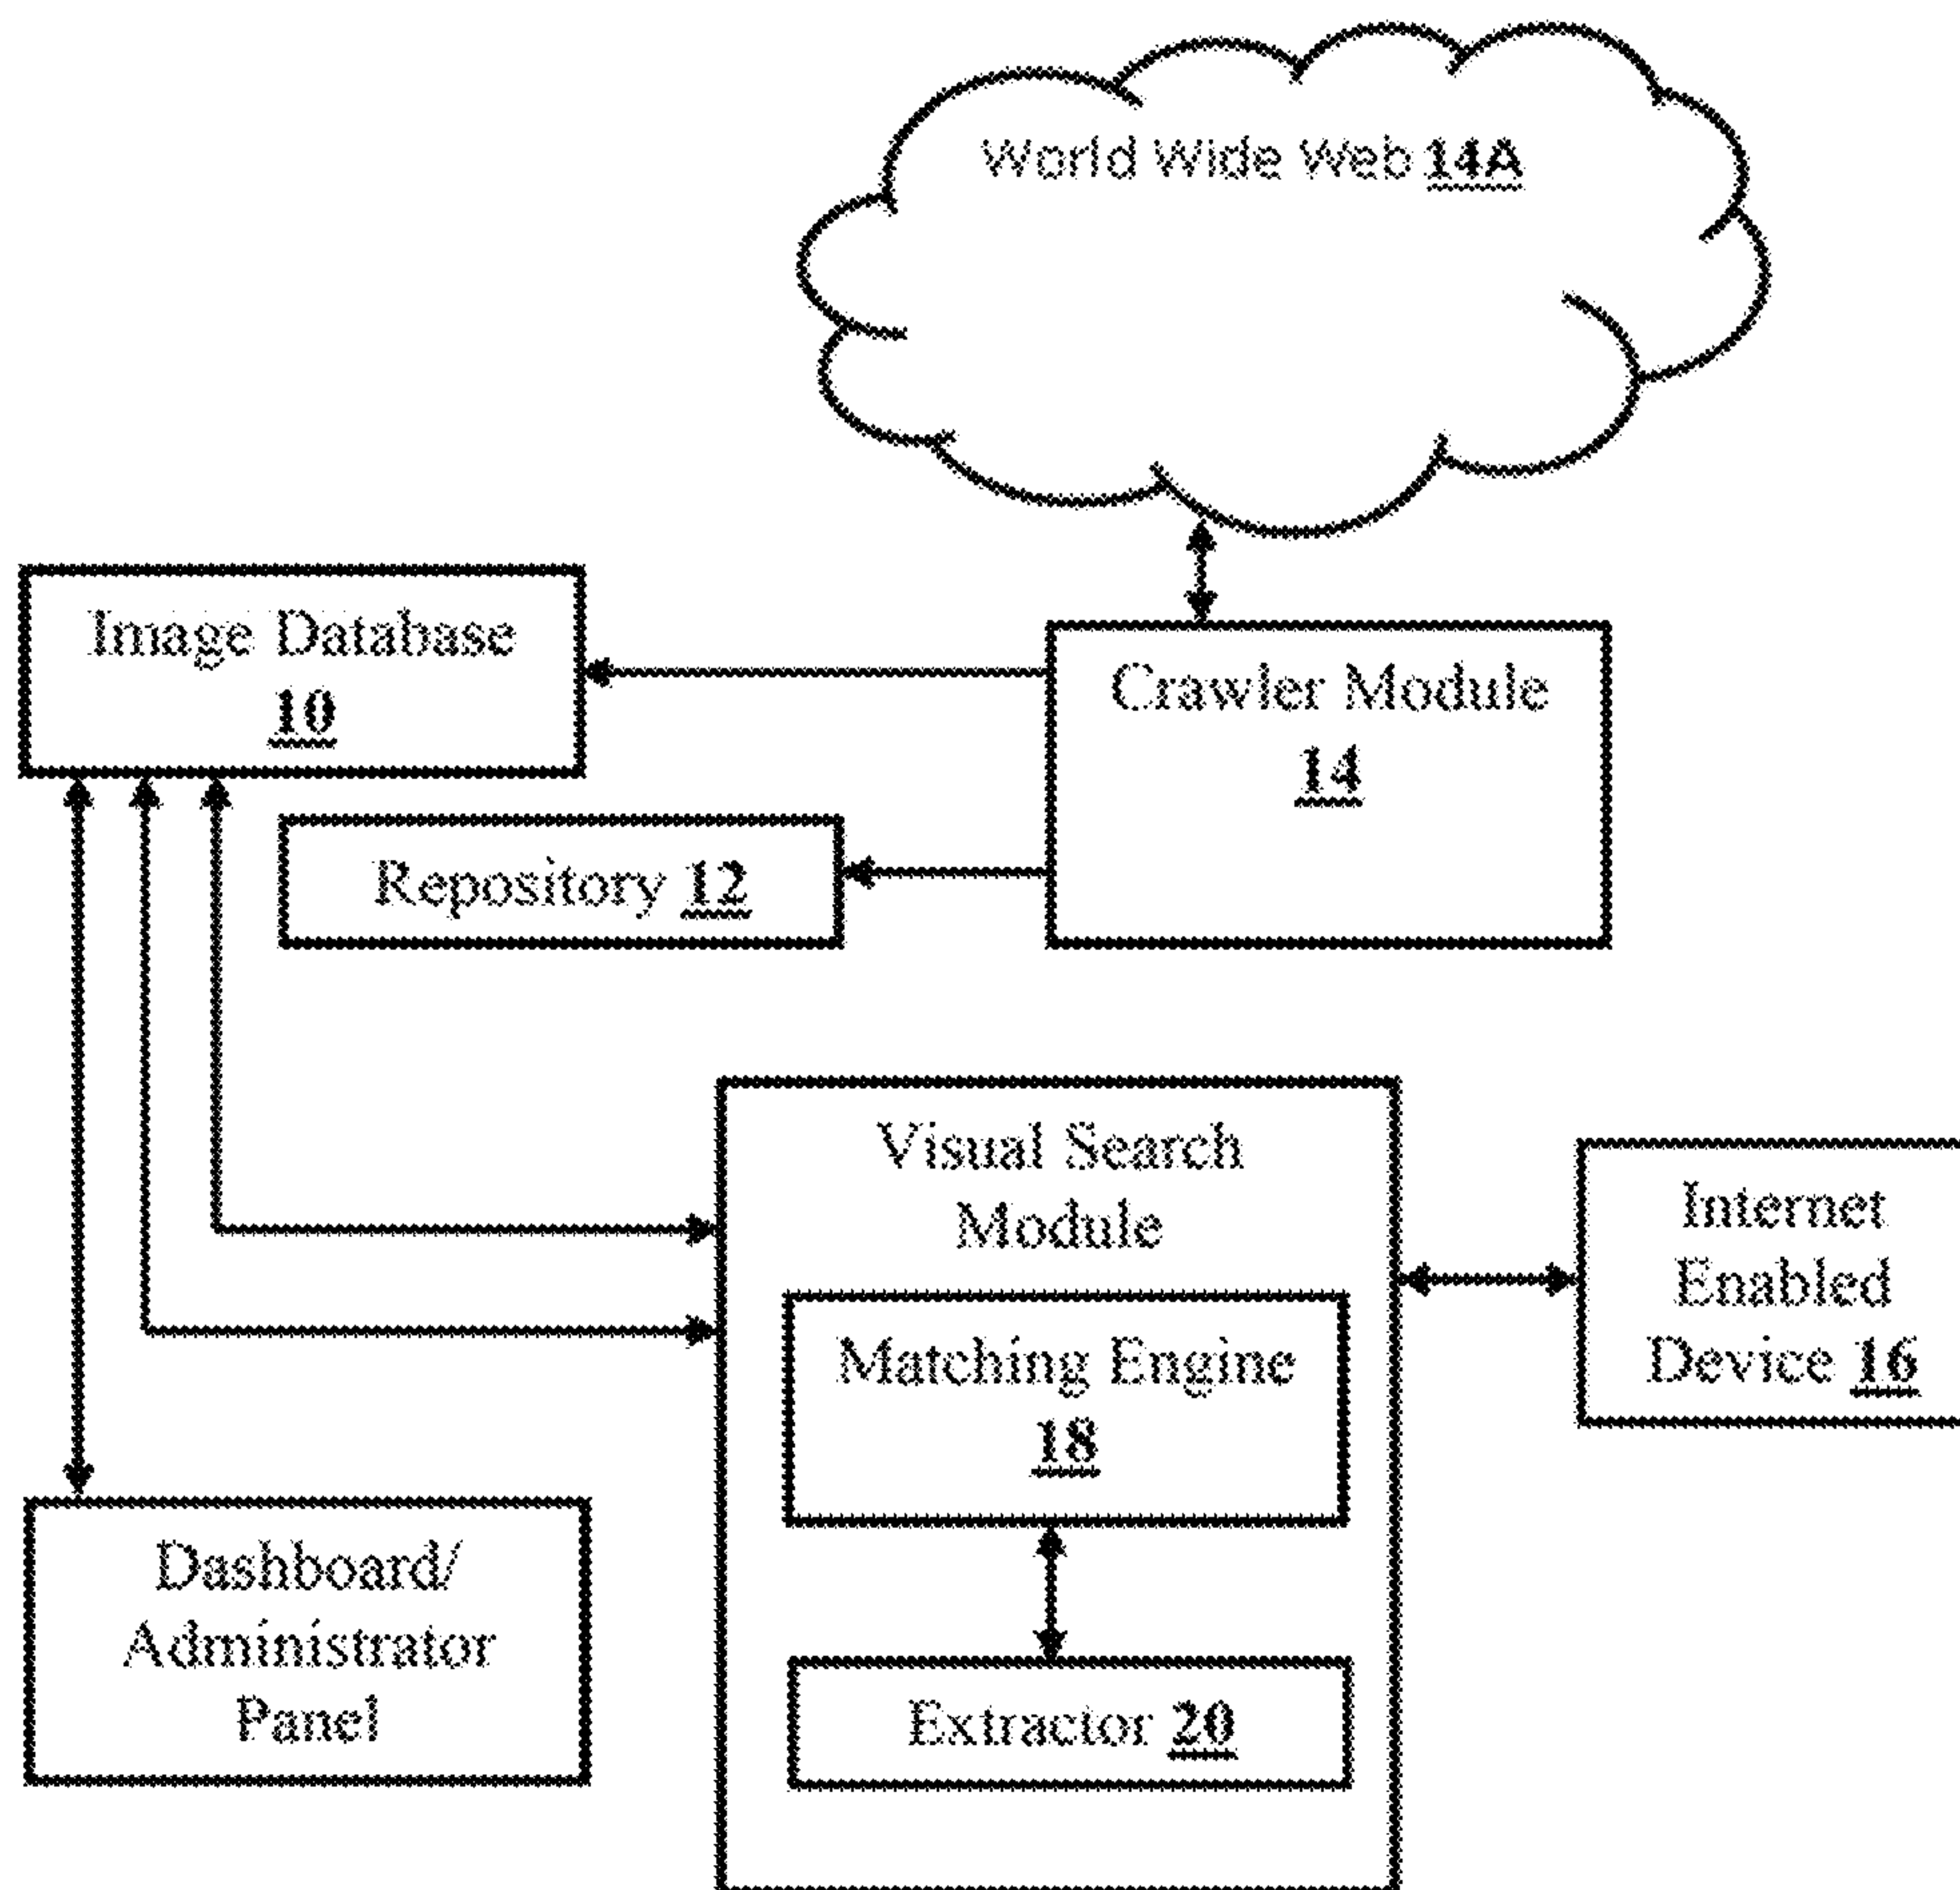 World Wide Web 14A
Image Database
10
Crawler Module
14
Repository 12
Visual Search
Module
Internet
Enabled
Device 16
Matching Engine
18
Dashboard/
Administrator
Panel
Extractor 20